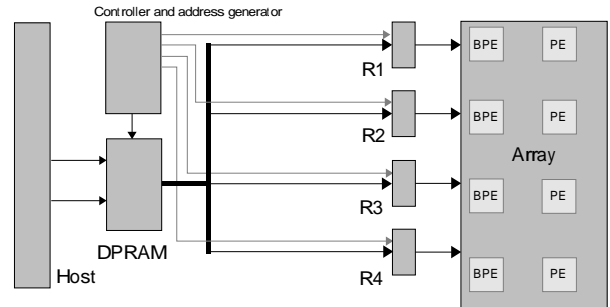 Controller and address generator
R1
R2
R3
R4
DPRAM
Host
Array
BPE PE
BPE PE
BPE PE
BPE PE